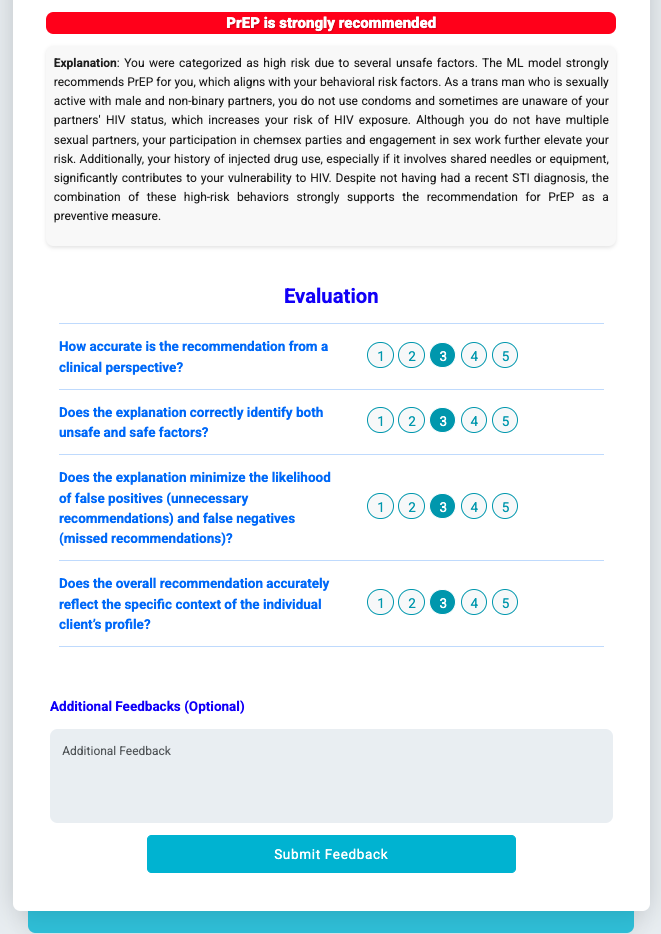 PrEP is strongly recommended
Explanation: You were categorized as high risk due to several unsafe factors. The ML model strongly
recommends PrEP for you, which aligns with your behavioral risk factors. As a trans man who is sexually
active with male and non-binary partners, you do not use condoms and sometimes are unaware of your
partners' HIV status, which increases your risk of HIV exposure. Although you do not have multiple
sexual partners, your participation in chemsex parties and engagement in sex work further elevate your
risk. Additionally, your history of injected drug use, especially if it involves shared needles or equipment,
significantly contributes to your vulnerability to HIV. Despite not having had a recent STI diagnosis, the
combination of these high-risk behaviors strongly supports the recommendation for PrEP as a
preventive measure.
Evaluation
How accurate is the recommendation from a
clinical perspective?
1 2 3 4 5
Does the explanation correctly identify both
unsafe and safe factors?
1 2 3 4 5
Does the explanation minimize the likelihood
of false positives (unnecessary
recommendations) and false negatives
(missed recommendations)?
1 2 3 4 5
Does the overall recommendation accurately
reflect the specific context of the individual
client's profile?
1 2 3 4 5
Additional Feedbacks (Optional)
Additional Feedback
Submit Feedback